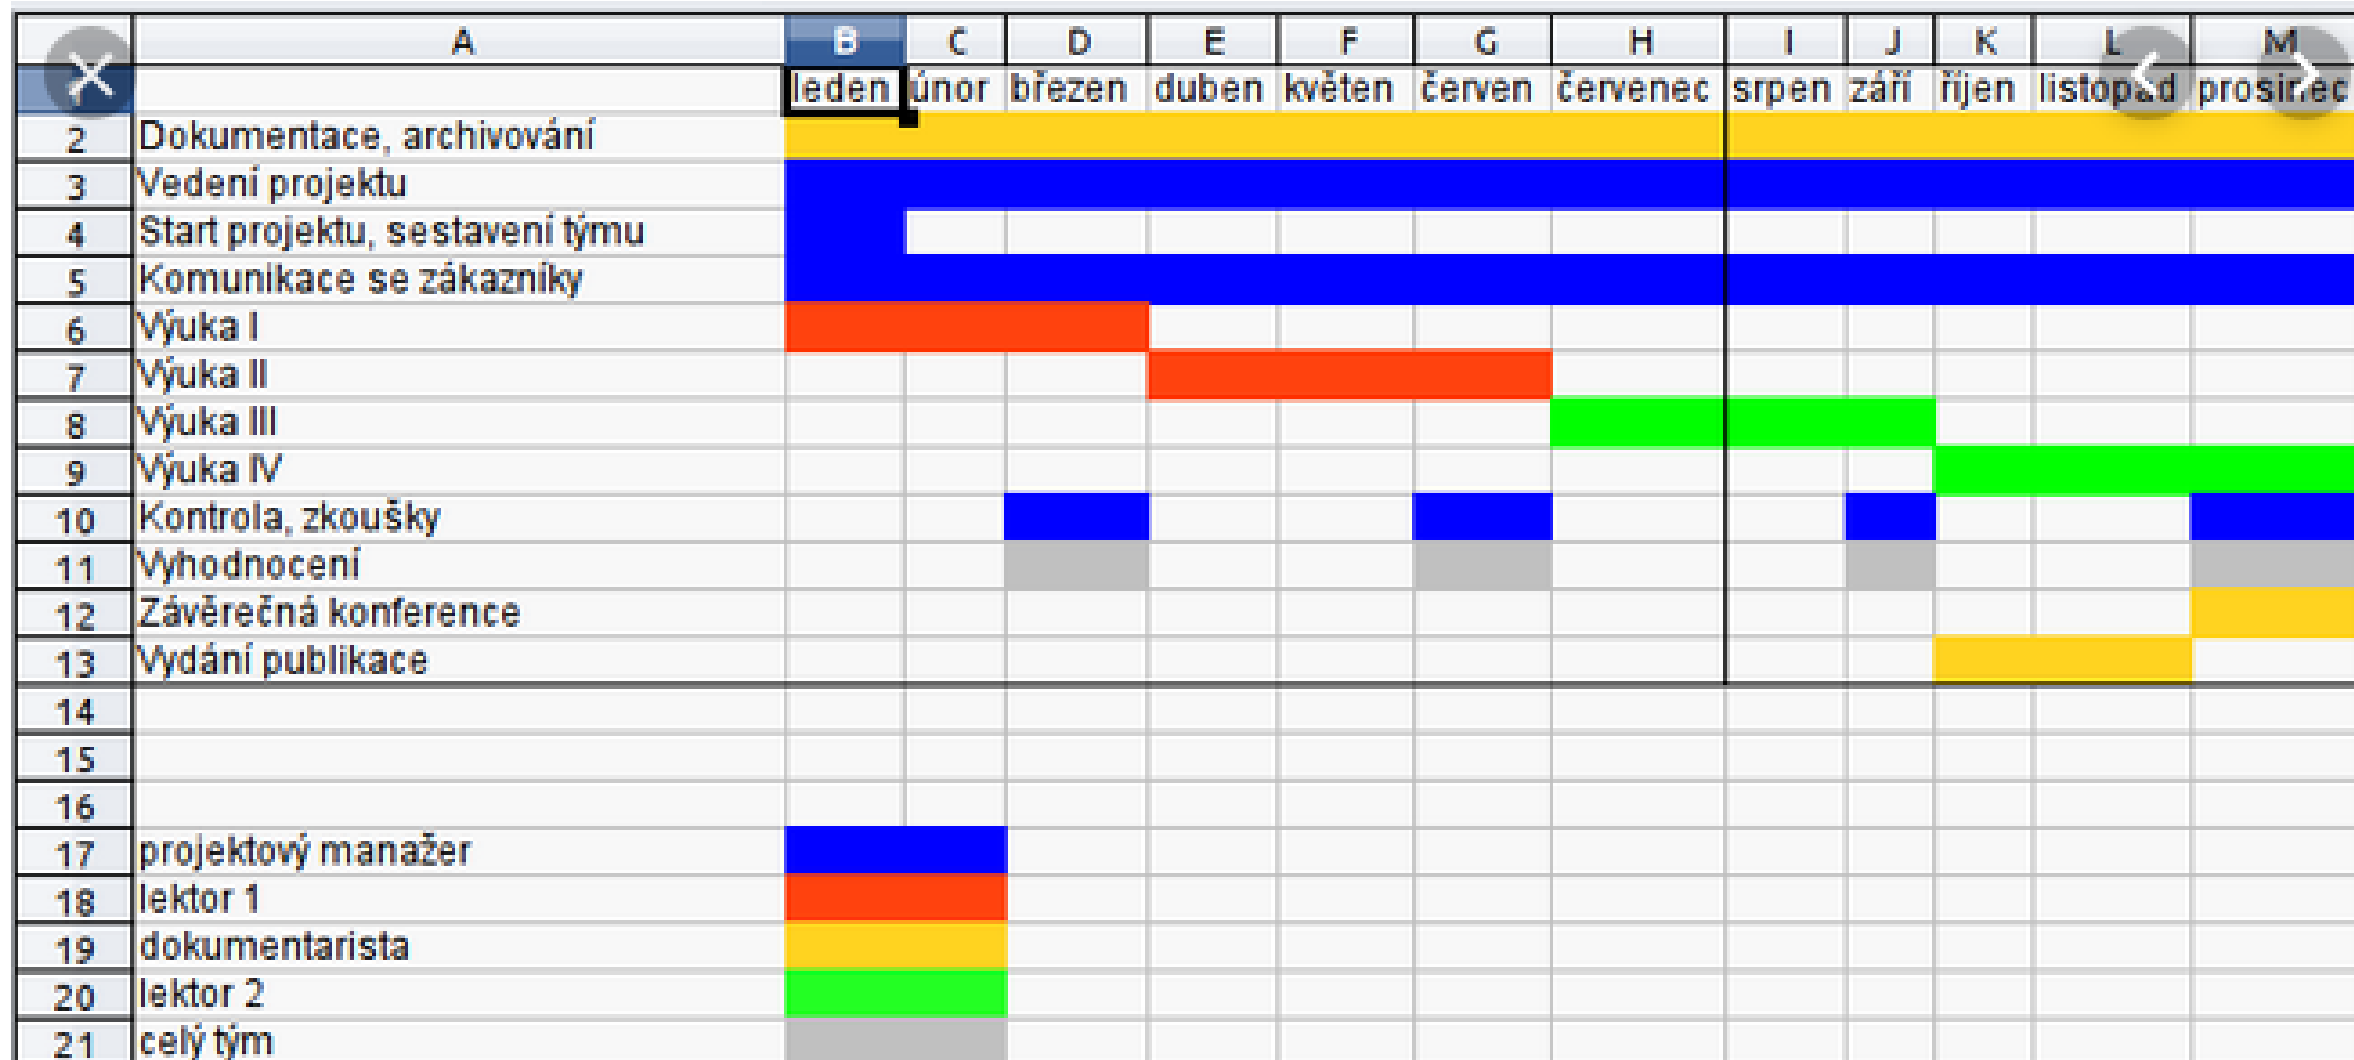 A B C D E F G H I J K L M
1 leden únor březen duben květen červen červenec srpen září říjen listopad prosinec
2 Dokumentace, archivování
3 Vedení projektu
4 Start projektu, sestavení týmu
5 Komunikace se zákazníky
6 Výuka I
7 Výuka II
8 Výuka III
9 Výuka IV
10 Kontrola, zkoušky
11 Vyhodnocení
12 Závěrečná konference
13 Vydání publikace
14
15
16
17 projektový manažer
18 lektor 1
19 dokumentarista
20 lektor 2
21 celý tým